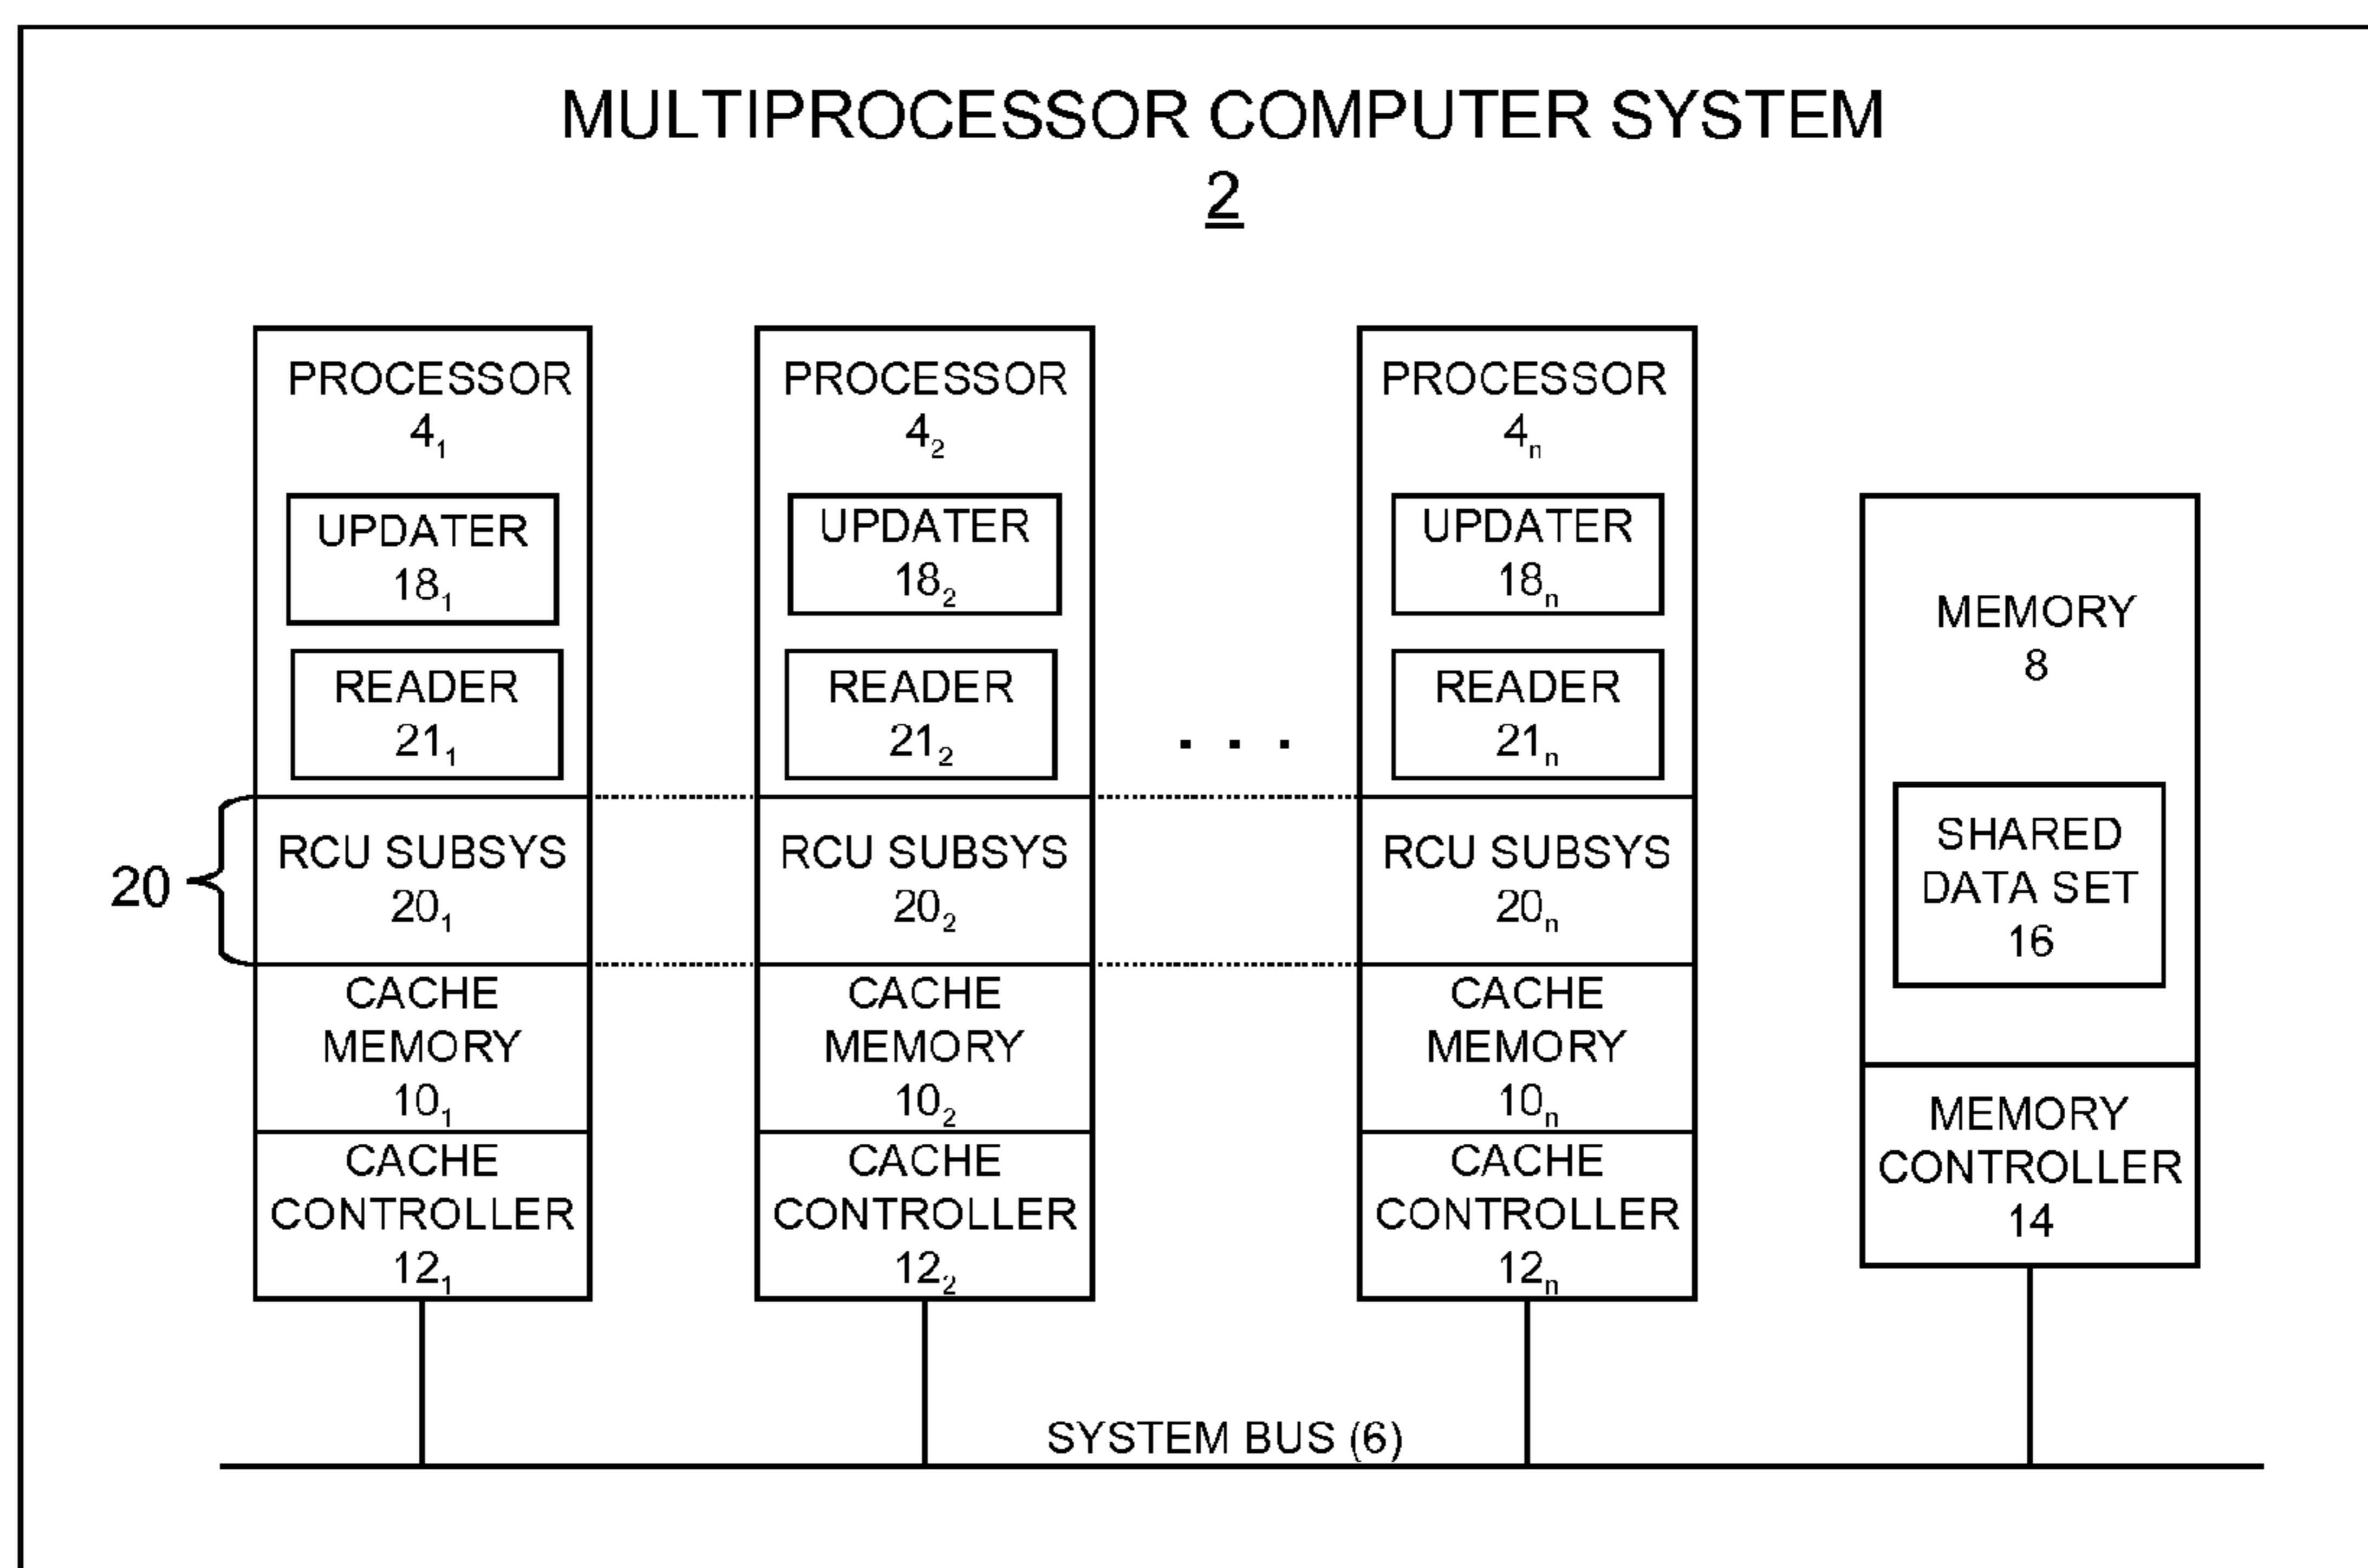 MULTIPROCESSOR COMPUTER SYSTEM
2
PROCESSOR
4₁
UPDATER
18₁
READER
21₁
RCU SUBSYS
20₁
CACHE
MEMORY
10₁
CACHE
CONTROLLER
12₁
PROCESSOR
4₂
UPDATER
18₂
READER
21₂
RCU SUBSYS
20₂
CACHE
MEMORY
10₂
CACHE
CONTROLLER
12₂
. . .
PROCESSOR
4ₙ
UPDATER
18ₙ
READER
21ₙ
RCU SUBSYS
20ₙ
CACHE
MEMORY
10ₙ
CACHE
CONTROLLER
12ₙ
MEMORY
8
SHARED
DATA SET
16
MEMORY
CONTROLLER
14
20
SYSTEM BUS (6)